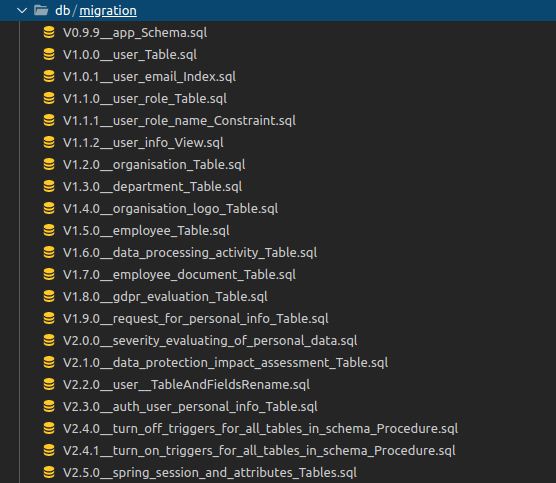 db/migration
V0.9.9__app_Schema.sql
V1.0.0__user_Table.sql
V1.0.1__user_email_Index.sql
V1.1.0__user_role_Table.sql
V1.1.1__user_role_name_Constraint.sql
V1.1.2__user_info_View.sql
V1.2.0__organisation_Table.sql
V1.3.0__department_Table.sql
V1.4.0__organisation_logo_Table.sql
V1.5.0__employee_Table.sql
V1.6.0__data_processing_activity_Table.sql
V1.7.0__employee_document_Table.sql
V1.8.0__gdpr_evaluation_Table.sql
V1.9.0__request_for_personal_info_Table.sql
V2.0.0__severity_evaluating_of_personal_data.sql
V2.1.0__data_protection_impact_assessment_Table.sql
V2.2.0__user__TableAndFieldsRename.sql
V2.3.0__auth_user_personal_info_Table.sql
V2.4.0__turn_off_triggers_for_all_tables_in_schema_Procedure.sql
V2.4.1__turn_on_triggers_for_all_tables_in_schema_Procedure.sql
V2.5.0__spring_session_and_attributes_Tables.sql